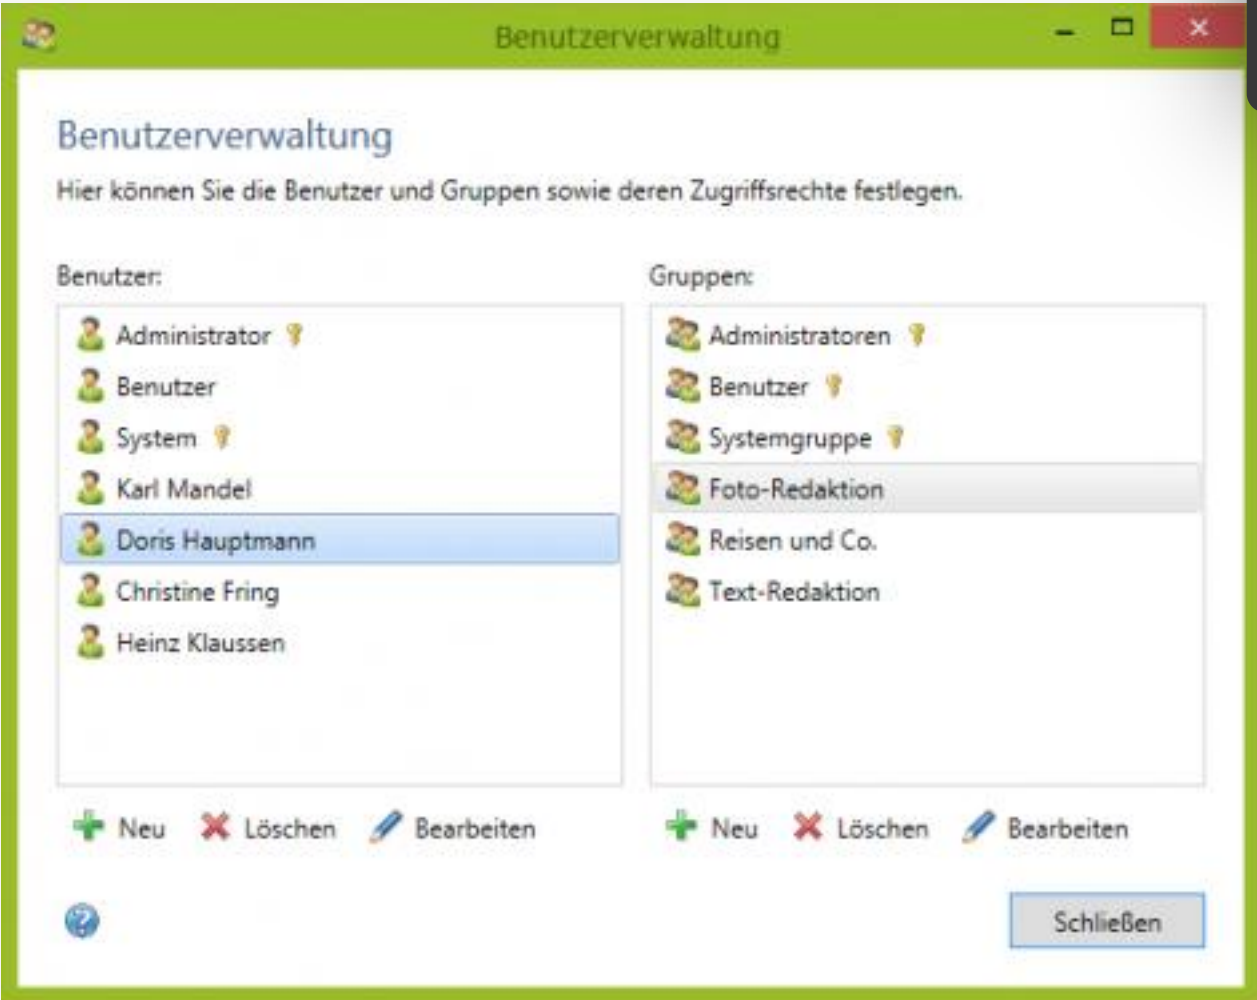 Benutzerverwaltung
Benutzerverwaltung
Hier können Sie die Benutzer und Gruppen sowie deren Zugriffsrechte festlegen.
Benutzer:
Administrator
Benutzer
System
Karl Mandel
Doris Hauptmann
Christine Fring
Heinz Klaussen
Neu Löschen Bearbeiten
Gruppen:
Administratoren
Benutzer
Systemgruppe
Foto-Redaktion
Reisen und Co.
Text-Redaktion
Neu Löschen Bearbeiten
Schließen